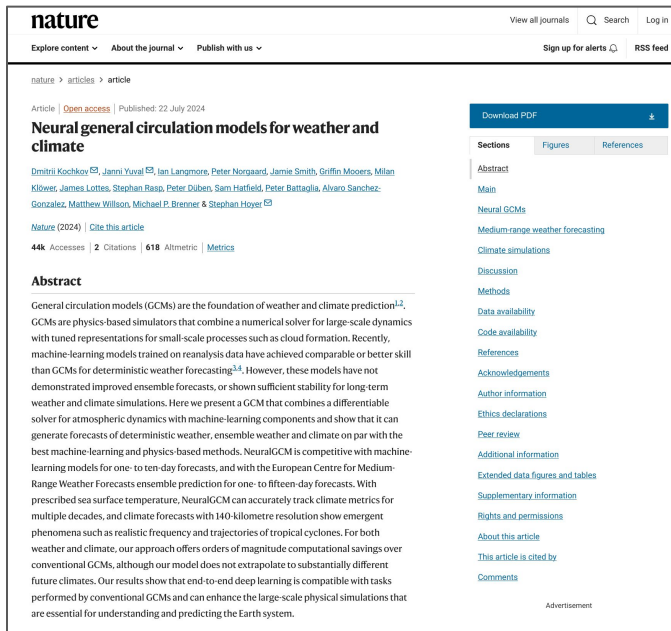 nature
View all journals Search Log in
Explore content About the journal Publish with us
Sign up for alerts RSS feed
nature > articles > article
Article | Open access | Published: 22 July 2024
Neural general circulation models for weather and
climate
Dmitrii Kochkov, Janni Yuval, Ian Langmore, Peter Norgaard, Jamie Smith, Griffin Mooers, Milan
Klöwer, James Lottes, Stephan Rasp, Peter Düben, Sam Hatfield, Peter Battaglia, Alvaro Sanchez-
Gonzalez, Matthew Willson, Michael P. Brenner & Stephan Hoyer
Nature (2024) | Cite this article
44k Accesses | 2 Citations | 618 Altmetric | Metrics
Abstract
General circulation models (GCMs) are the foundation of weather and climate prediction1,2.
GCMs are physics-based simulators that combine a numerical solver for large-scale dynamics
with tuned representations for small-scale processes such as cloud formation. Recently,
machine-learning models trained on reanalysis data have achieved comparable or better skill
than GCMs for deterministic weather forecasting3,4. However, these models have not
demonstrated improved ensemble forecasts, or shown sufficient stability for long-term
weather and climate simulations. Here we present a GCM that combines a differentiable
solver for atmospheric dynamics with machine-learning components and show that it can
generate forecasts of deterministic weather, ensemble weather and climate on par with the
best machine-learning and physics-based methods. NeuralGCM is competitive with machine-
learning models for one- to ten-day forecasts, and with the European Centre for Medium-
Range Weather Forecasts ensemble prediction for one- to fifteen-day forecasts. With
prescribed sea surface temperature, NeuralGCM can accurately track climate metrics for
multiple decades, and climate forecasts with 140-kilometre resolution show emergent
phenomena such as realistic frequency and trajectories of tropical cyclones. For both
weather and climate, our approach offers orders of magnitude computational savings over
conventional GCMs, although our model does not extrapolate to substantially different
future climates. Our results show that end-to-end deep learning is compatible with tasks
performed by conventional GCMs and can enhance the large-scale physical simulations that
are essential for understanding and predicting the Earth system.
Download PDF
Sections Figures References
Abstract
Main
Neural GCMs
Medium-range weather forecasting
Climate simulations
Discussion
Methods
Data availability
Code availability
References
Acknowledgements
Author information
Ethics declarations
Peer review
Additional information
Extended data figures and tables
Supplementary information
Rights and permissions
About this article
This article is cited by
Comments
Advertisement